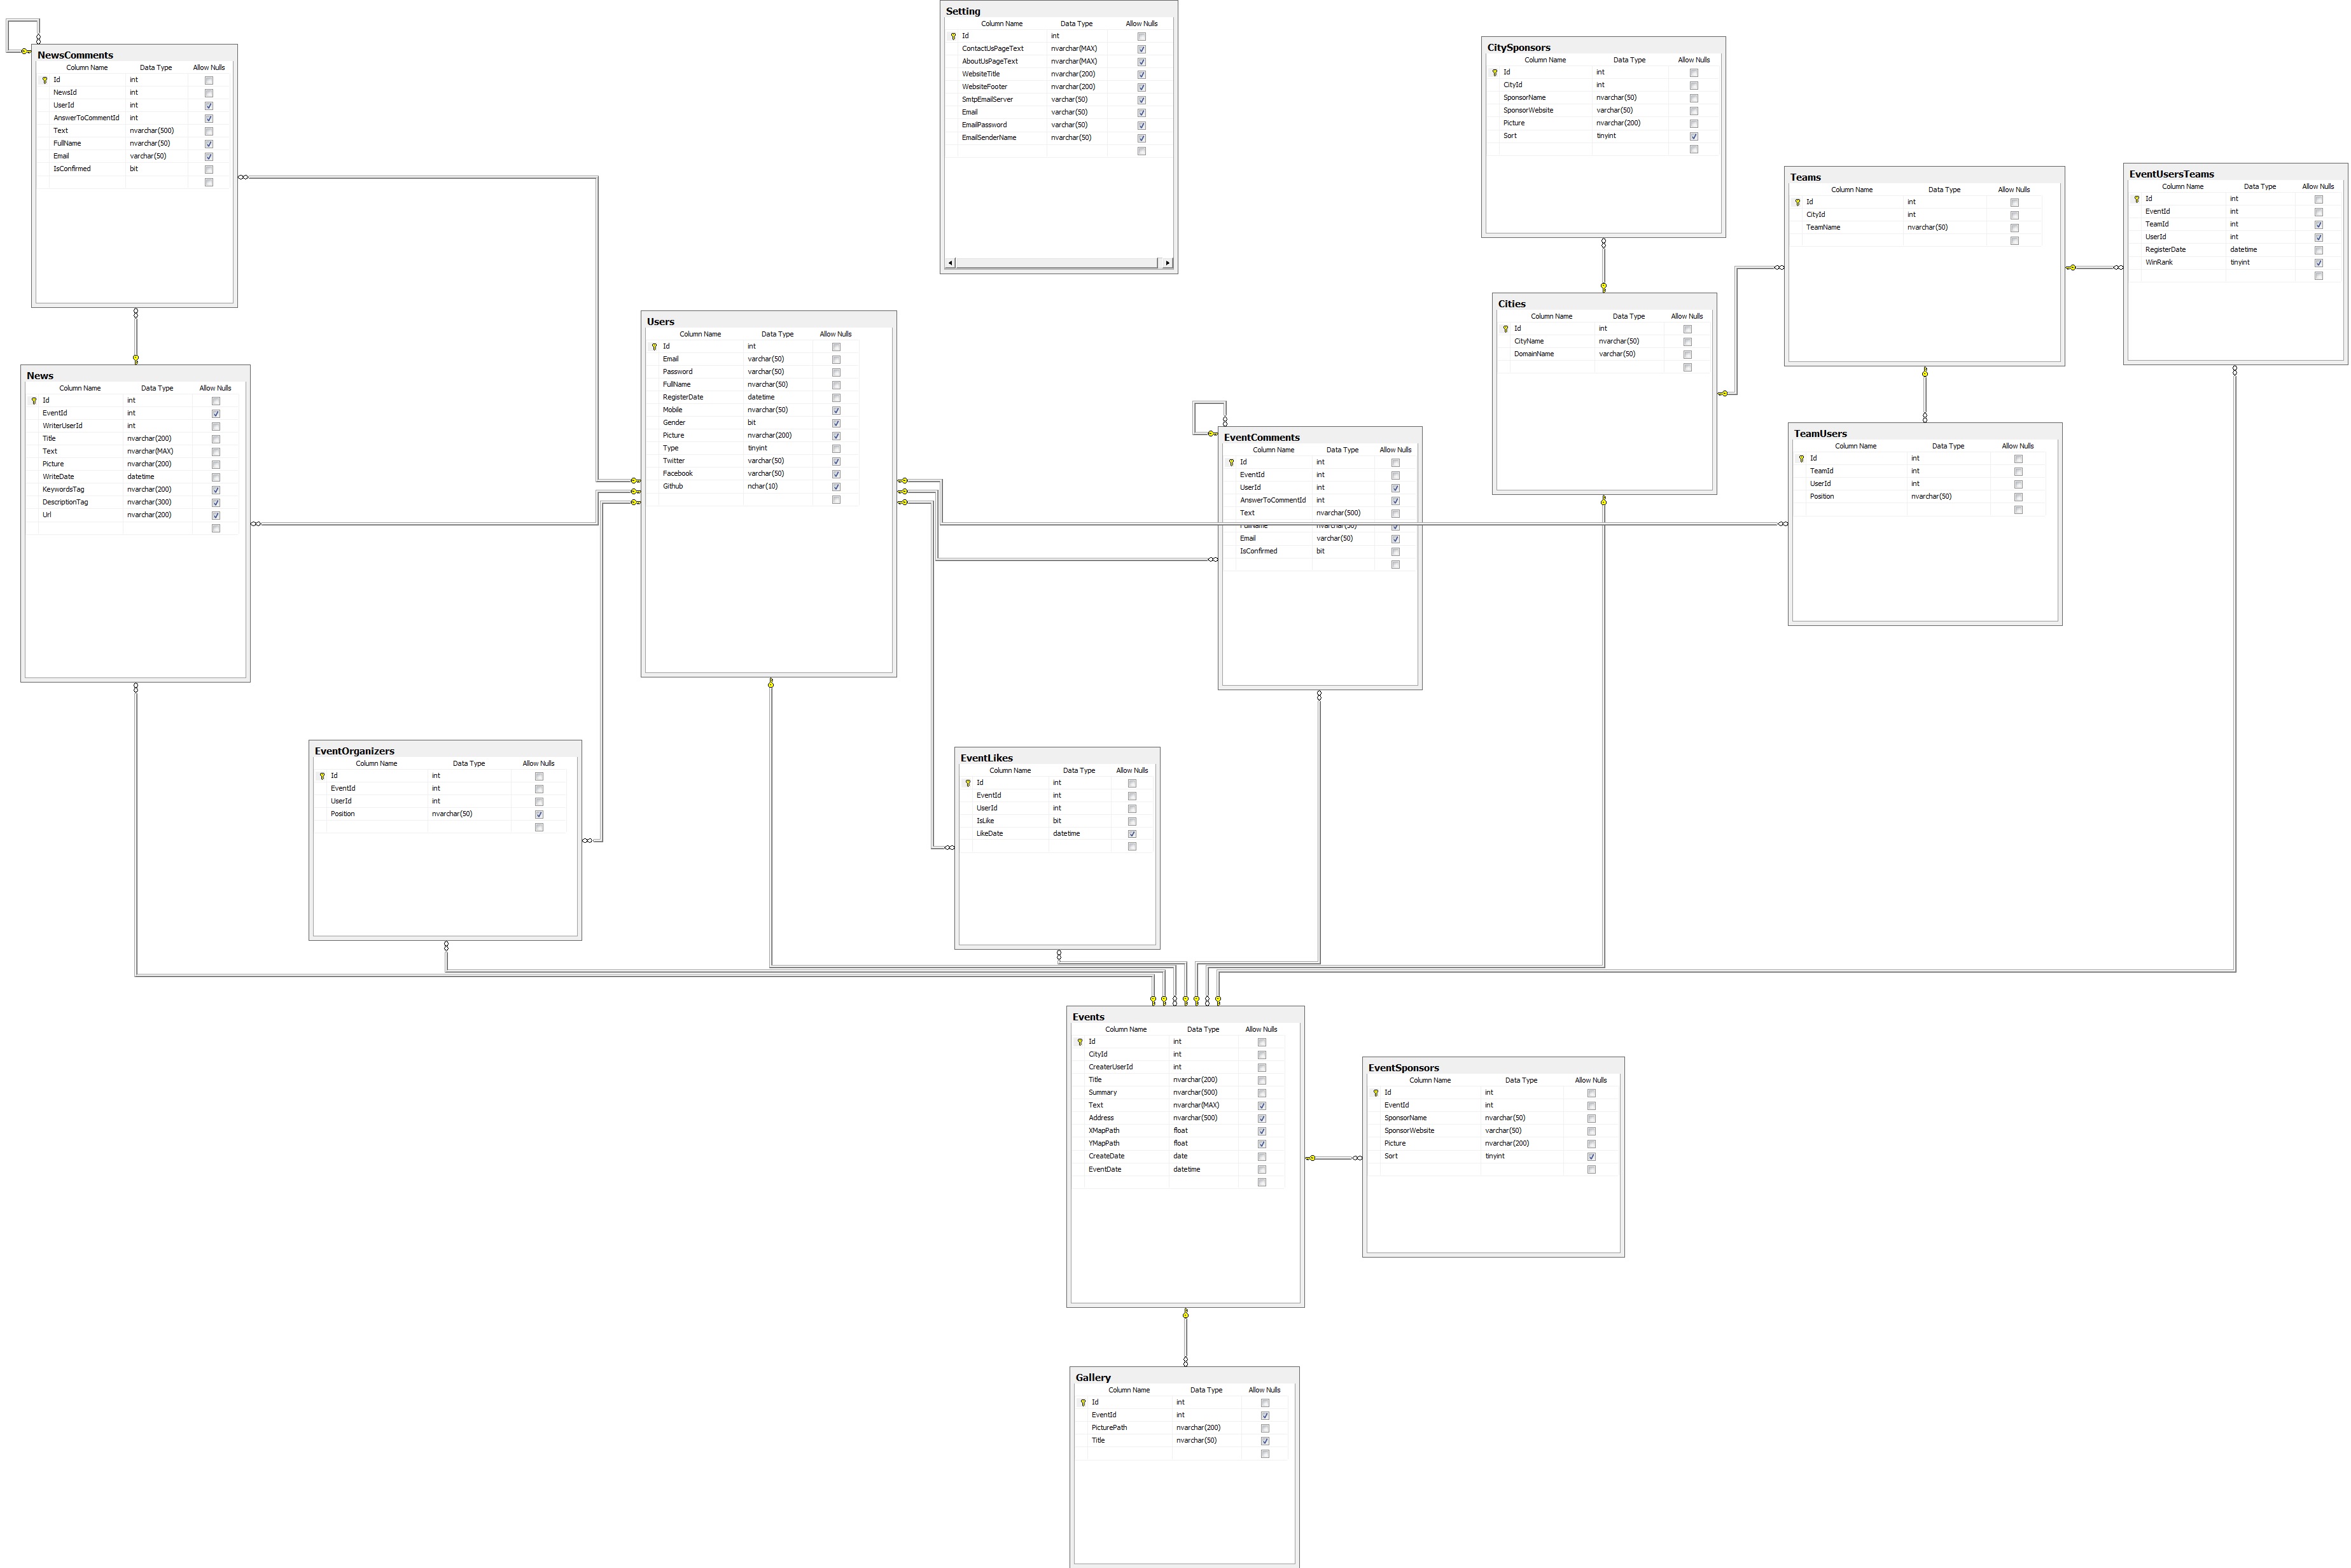 Setting
Column Name Data Type Allow Nulls
Id int
ContactUsPageText nvarchar(MAX)
AboutUsPageText nvarchar(MAX)
WebsiteTitle nvarchar(200)
WebsiteFooter nvarchar(200)
SmtpEmailServer varchar(50)
Email varchar(50)
EmailPassword varchar(50)
EmailSenderName nvarchar(50)
NewsComments
Column Name Data Type Allow Nulls
Id int
NewsId int
UserId int
AnswerToCommentId int
Text nvarchar(500)
FullName nvarchar(50)
Email varchar(50)
IsConfirmed bit
CitySponsors
Column Name Data Type Allow Nulls
Id int
CityId int
SponsorName nvarchar(50)
SponsorWebsite varchar(50)
Picture nvarchar(200)
Sort tinyint
Teams
Column Name Data Type Allow Nulls
Id int
CityId int
TeamName nvarchar(50)
EventUsersTeams
Column Name Data Type Allow Nulls
Id int
EventId int
TeamId int
UserId int
RegisterDate datetime
WinRank tinyint
Cities
Column Name Data Type Allow Nulls
Id int
CityName nvarchar(50)
DomainName varchar(50)
Users
Column Name Data Type Allow Nulls
Id int
Email varchar(50)
Password varchar(50)
FullName nvarchar(50)
RegisterDate datetime
Mobile nvarchar(50)
Gender bit
Picture nvarchar(200)
Type tinyint
Twitter varchar(50)
Facebook varchar(50)
Github nchar(10)
News
Column Name Data Type Allow Nulls
Id int
EventId int
WriterUserId int
Title nvarchar(200)
Text nvarchar(MAX)
Picture nvarchar(200)
WriteDate datetime
KeywordsTag nvarchar(200)
DescriptionTag nvarchar(300)
Url nvarchar(200)
EventComments
Column Name Data Type Allow Nulls
Id int
EventId int
UserId int
AnswerToCommentId int
Text nvarchar(500)
FullName nvarchar(50)
Email varchar(50)
IsConfirmed bit
TeamUsers
Column Name Data Type Allow Nulls
Id int
TeamId int
UserId int
Position nvarchar(50)
EventOrganizers
Column Name Data Type Allow Nulls
Id int
EventId int
UserId int
Position nvarchar(50)
EventLikes
Column Name Data Type Allow Nulls
Id int
EventId int
UserId int
IsLike bit
LikeDate datetime
Events
Column Name Data Type Allow Nulls
Id int
CityId int
CreaterUserId int
Title nvarchar(200)
Summary nvarchar(500)
Text nvarchar(MAX)
Address nvarchar(500)
XMapPath float
YMapPath float
CreateDate date
EventDate datetime
EventSponsors
Column Name Data Type Allow Nulls
Id int
EventId int
SponsorName nvarchar(50)
SponsorWebsite varchar(50)
Picture nvarchar(200)
Sort tinyint
Gallery
Column Name Data Type Allow Nulls
Id int
EventId int
PicturePath nvarchar(200)
Title nvarchar(50)